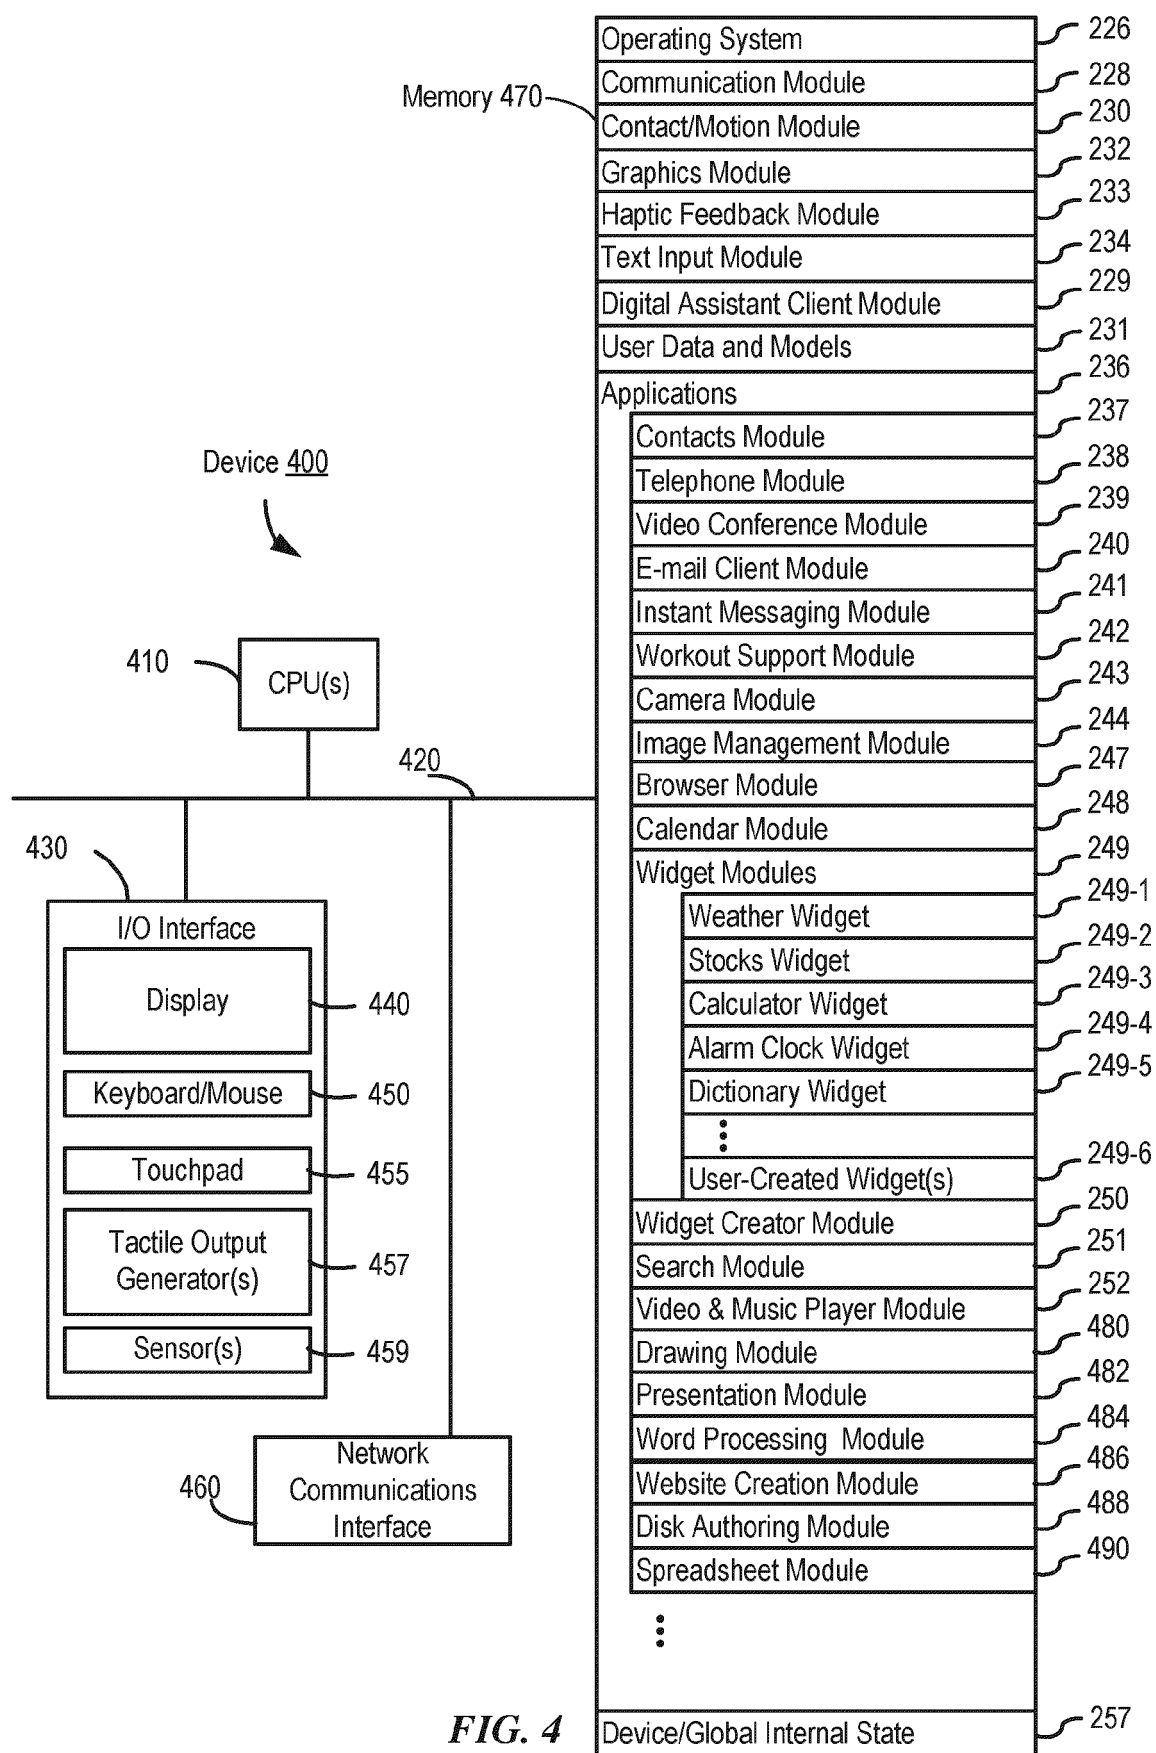 Operating System 226
Communication Module 228
Memory 470
Contact/Motion Module 230
Graphics Module 232
Haptic Feedback Module 233
Text Input Module 234
Digital Assistant Client Module 229
User Data and Models 231
Applications 236
Contacts Module 237
Device 400
Telephone Module 238
Video Conference Module 239
E-mail Client Module 240
Instant Messaging Module 241
Workout Support Module 242
410
CPU(s)
Camera Module 243
Image Management Module 244
420
Browser Module 247
Calendar Module 248
430
Widget Modules 249
I/O Interface
Weather Widget 249-1
Stocks Widget 249-2
Display 440
Calculator Widget 249-3
Alarm Clock Widget 249-4
Keyboard/Mouse 450
Dictionary Widget 249-5
Touchpad 455
User-Created Widget(s) 249-6
Tactile Output
Generator(s) 457
Widget Creator Module 250
Search Module 251
Video & Music Player Module 252
Sensor(s) 459
Drawing Module 480
Presentation Module 482
Word Processing Module 484
460
Network
Communications
Interface
Website Creation Module 486
Disk Authoring Module 488
Spreadsheet Module 490
FIG. 4
Device/Global Internal State 257